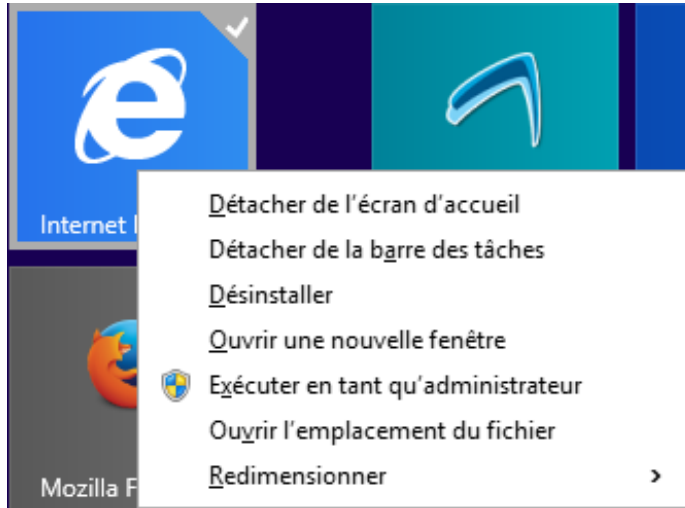 Internet
Détacher de l'écran d'accueil
Détacher de la barre des tâches
Désinstaller
Ouvrir une nouvelle fenêtre
Exécuter en tant qu'administrateur
Ouvrir l'emplacement du fichier
Redimensionner
Mozilla F